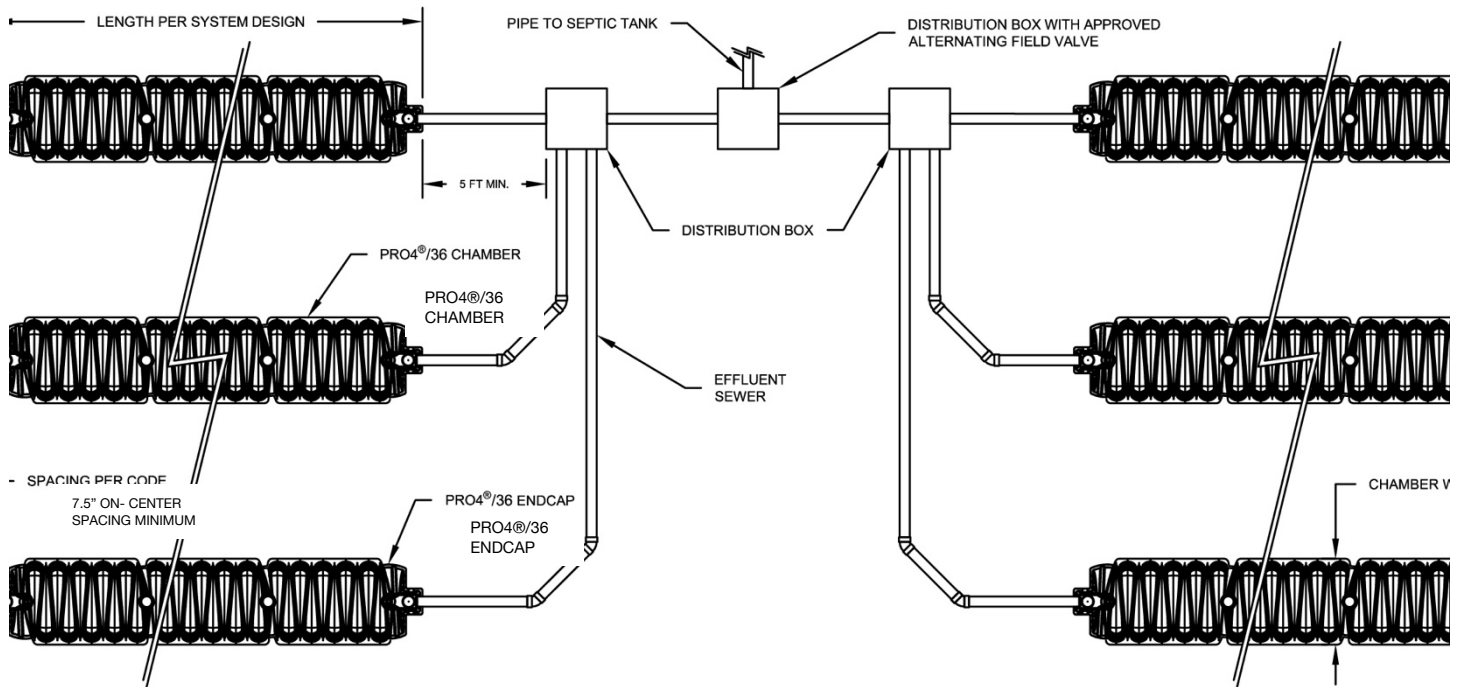 LENGTH PER SYSTEM DESIGN
PIPE TO SEPTIC TANK
DISTRIBUTION BOX WITH APPROVED
ALTERNATING FIELD VALVE
5 FT MIN.
DISTRIBUTION BOX
PRO4®/36 CHAMBER
PRO4®/36
CHAMBER
EFFLUENT
SEWER
SPACING PER CODE
7.5" ON- CENTER
SPACING MINIMUM
PRO4®/36 ENDCAP
PRO4®/36
ENDCAP
CHAMBER W